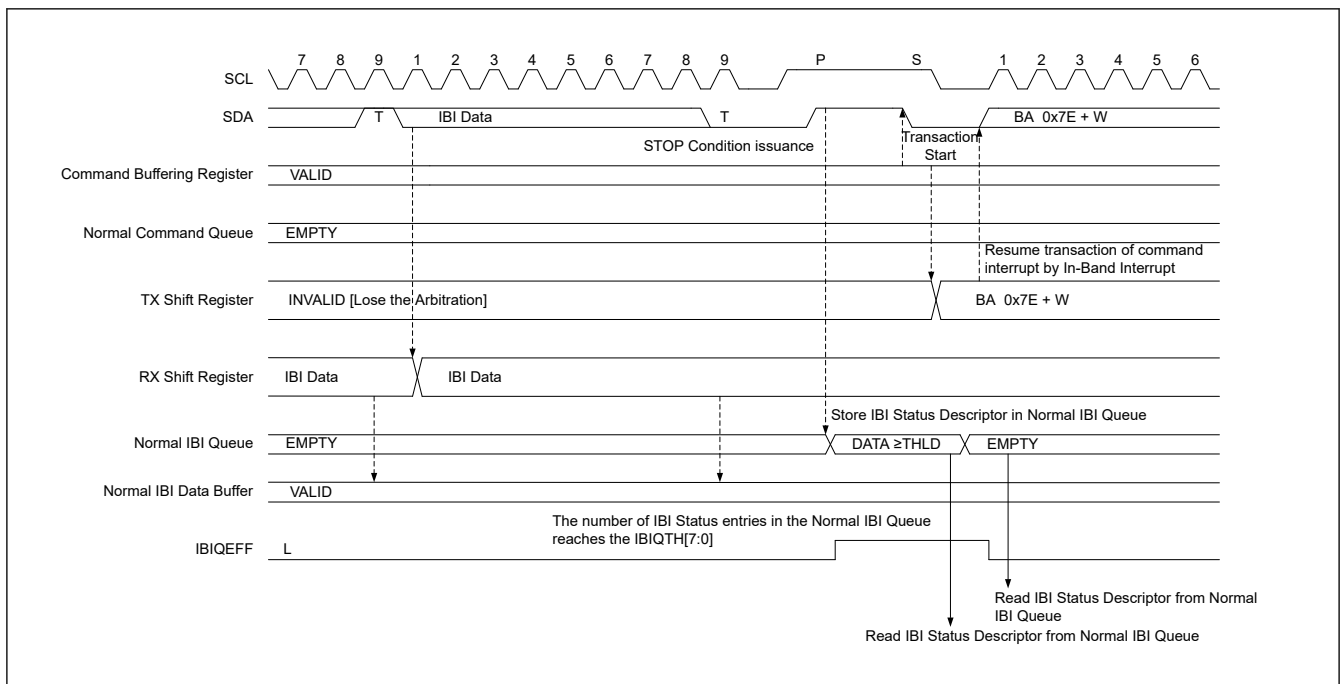 7 8 9 1 2 3 4 5 6 7 8 9 P S 1 2 3 4 5 6
SCL
SDA T IBI Data T BA 0x7E + W
STOP Condition issuance
Transaction
Start
Command Buffering Register VALID
Normal Command Queue EMPTY
Resume transaction of command
interrupt by In-Band Interrupt
TX Shift Register INVALID [Lose the Arbitration] BA 0x7E + W
RX Shift Register IBI Data IBI Data
Store IBI Status Descriptor in Normal IBI Queue
Normal IBI Queue EMPTY DATA ≥THLD EMPTY
Normal IBI Data Buffer VALID
The number of IBI Status entries in the Normal IBI Queue
reaches the IBIQTH[7:0]
IBIQEFF L
Read IBI Status Descriptor from Normal
IBI Queue
Read IBI Status Descriptor from Normal IBI Queue